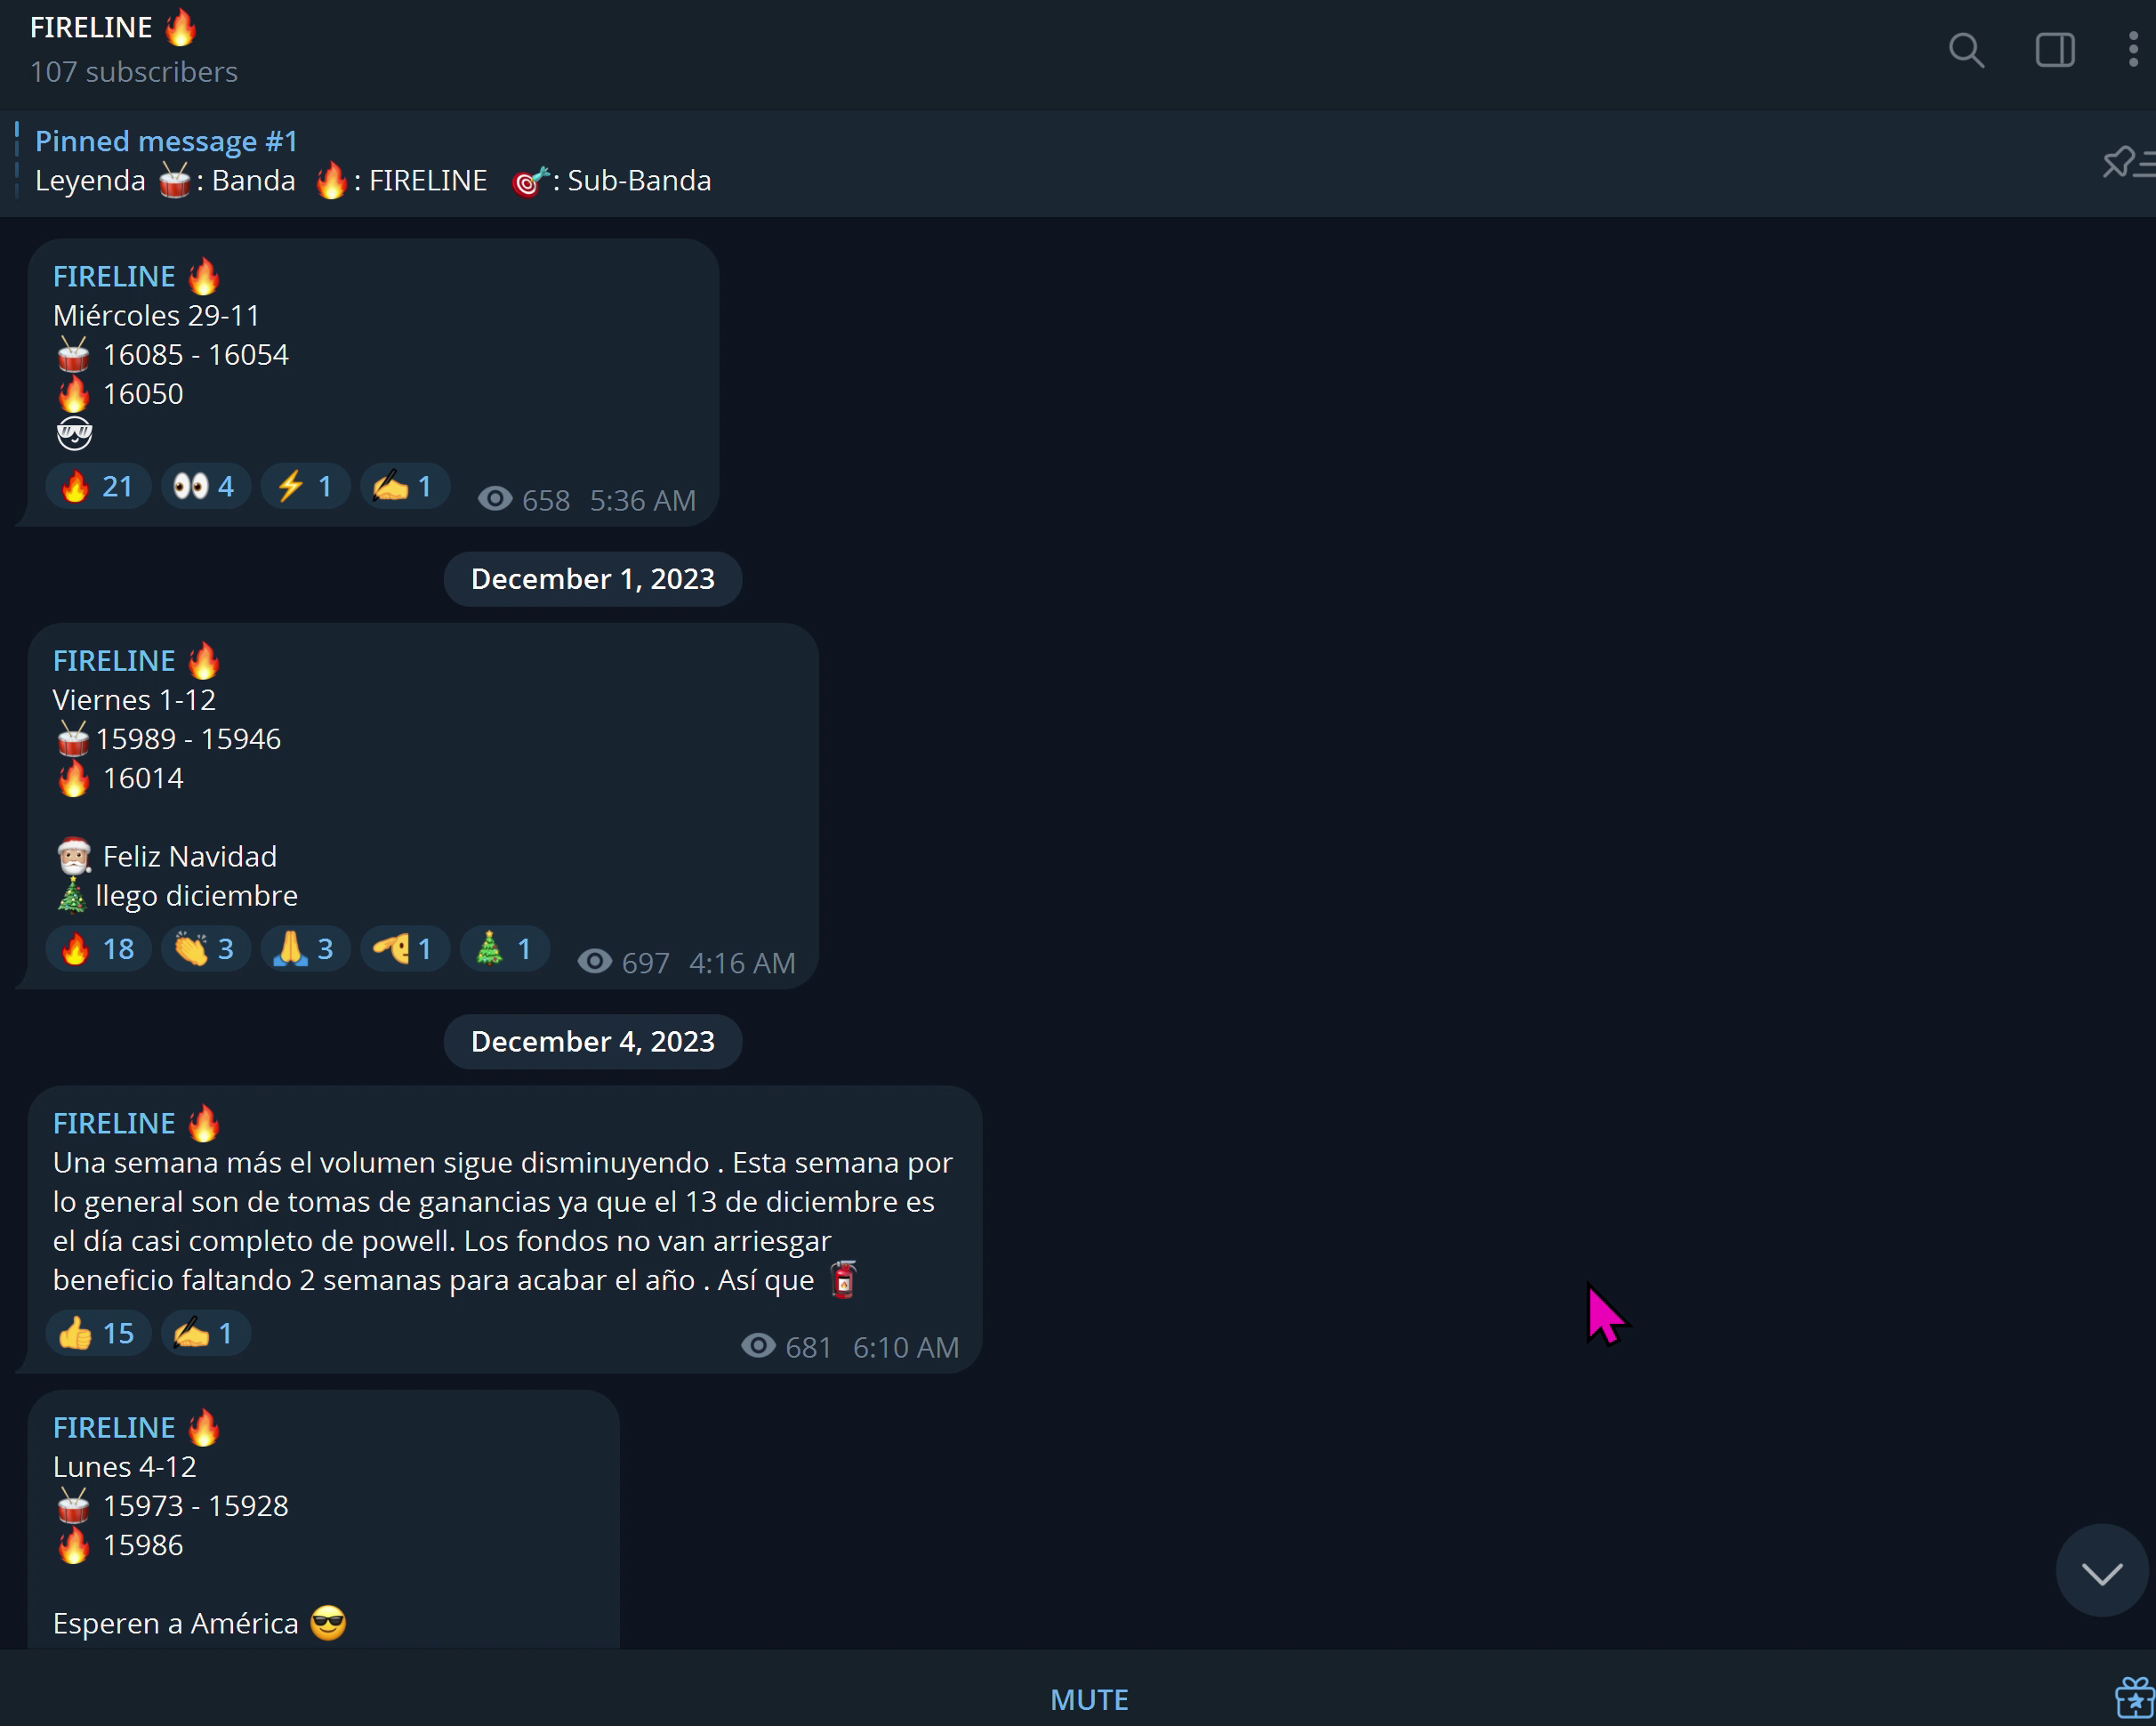 FIRELINE 🔥
107 subscribers
Pinned message #1
Leyenda 🥁: Banda 🔥: FIRELINE 🎯: Sub-Banda
FIRELINE 🔥
Miércoles 29-11
🥁 16085 - 16054
🔥 16050
😎
🔥 21 👀 4 ⚡ 1 ✍ 1 658 5:36 AM
December 1, 2023
FIRELINE 🔥
Viernes 1-12
🥁15989 - 15946
🔥 16014
🎅 Feliz Navidad
🎄llego diciembre
🔥 18 👏 3 🙏 3 🫡 1 🎄 1 697 4:16 AM
December 4, 2023
FIRELINE 🔥
Una semana más el volumen sigue disminuyendo . Esta semana por
lo general son de tomas de ganancias ya que el 13 de diciembre es
el día casi completo de powell. Los fondos no van arriesgar
beneficio faltando 2 semanas para acabar el año . Así que 🧯
👍 15 ✍ 1 681 6:10 AM
FIRELINE 🔥
Lunes 4-12
🥁 15973 - 15928
🔥 15986
Esperen a América 😎
MUTE